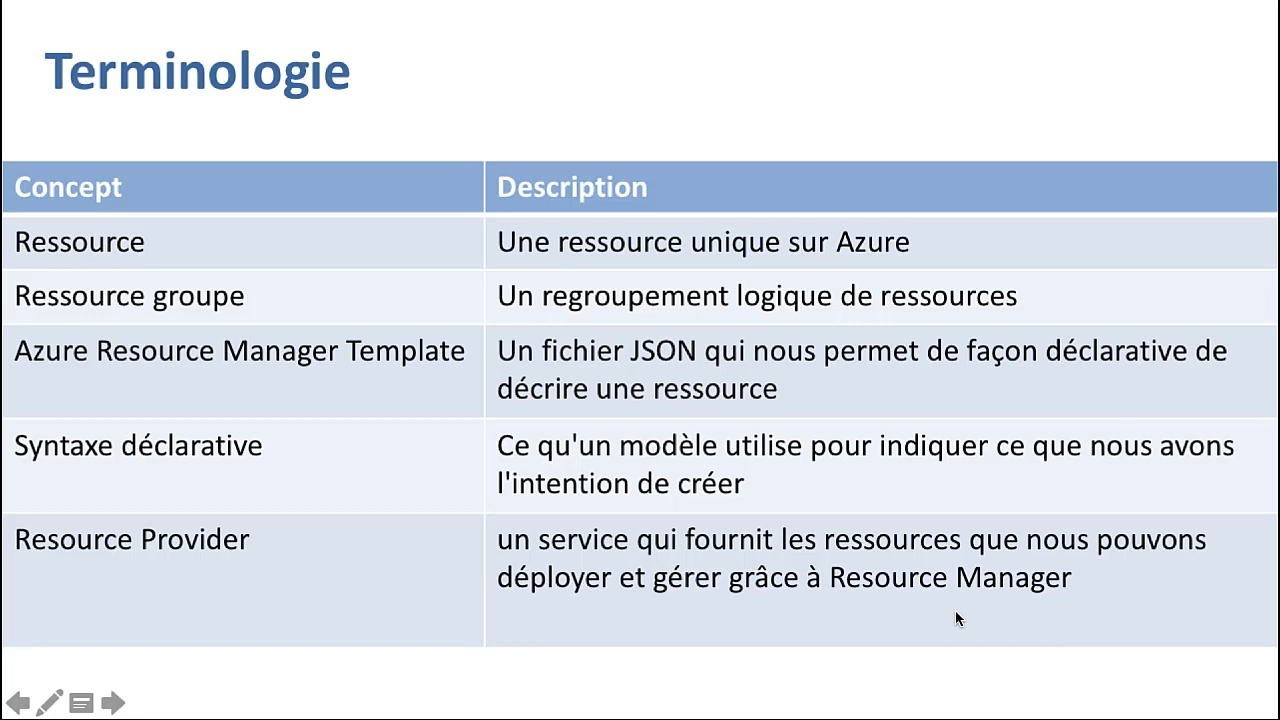 Terminologie
Concept
Description
Ressource
Une ressource unique sur Azure
Ressource groupe
Un regroupement logique de ressources
Azure Resource Manager Template
Un fichier JSON qui nous permet de façon déclarative de
décrire une ressource
Syntaxe déclarative
Ce qu'un modèle utilise pour indiquer ce que nous avons
l'intention de créer
Resource Provider
un service qui fournit les ressources que nous pouvons
déployer et gérer grâce à Resource Manager